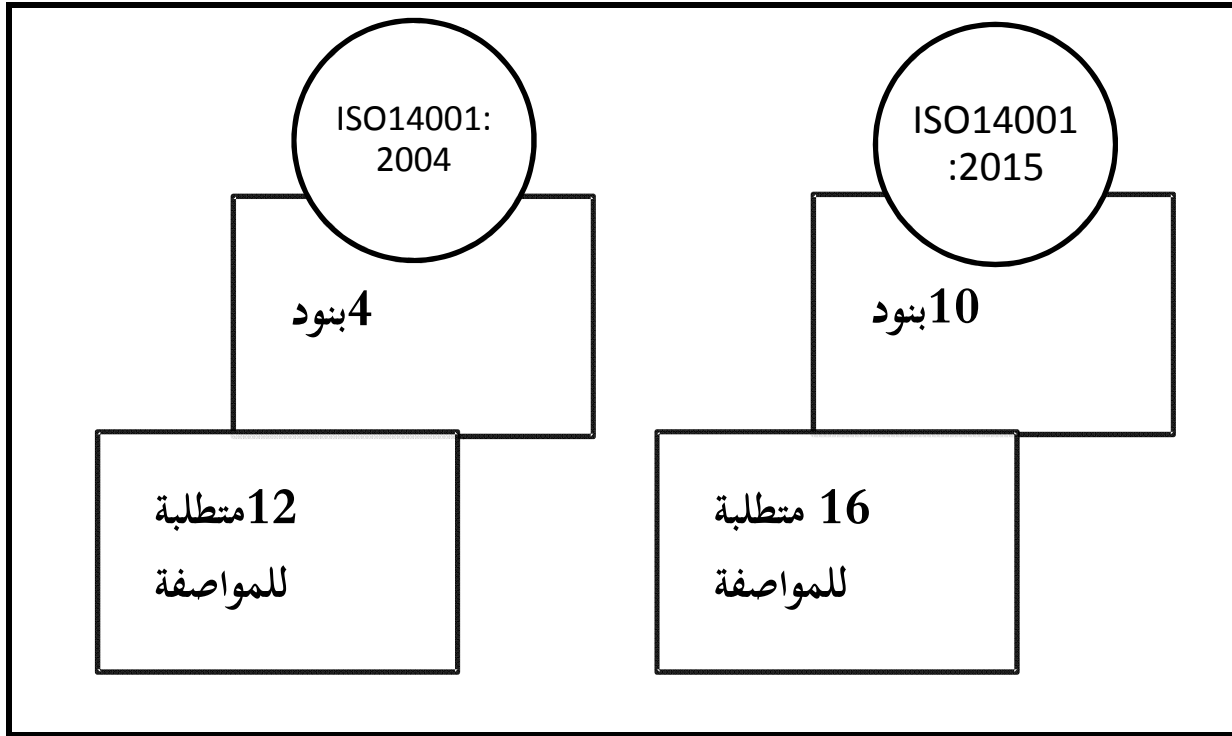 ISO14001:
2004
4بنود
12متطلبة
للمواصفة
ISO14001
:2015
10بنود
16 متطلبة
للمواصفة